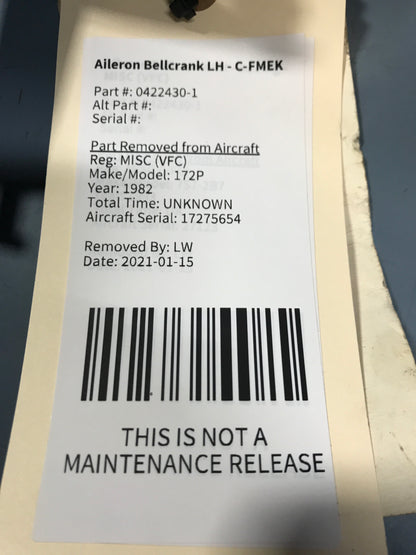 Aileron Bellcrank LH - C-FMEK
Part #: 0422430-1
Alt Part #:
Serial #:
Part Removed from Aircraft
Reg: MISC (VFC)
Make/Model: 172P
Year: 1982
Total Time: UNKNOWN
Aircraft Serial: 17275654
Removed By: LW
Date: 2021-01-15
THIS IS NOT A
MAINTENANCE RELEASE